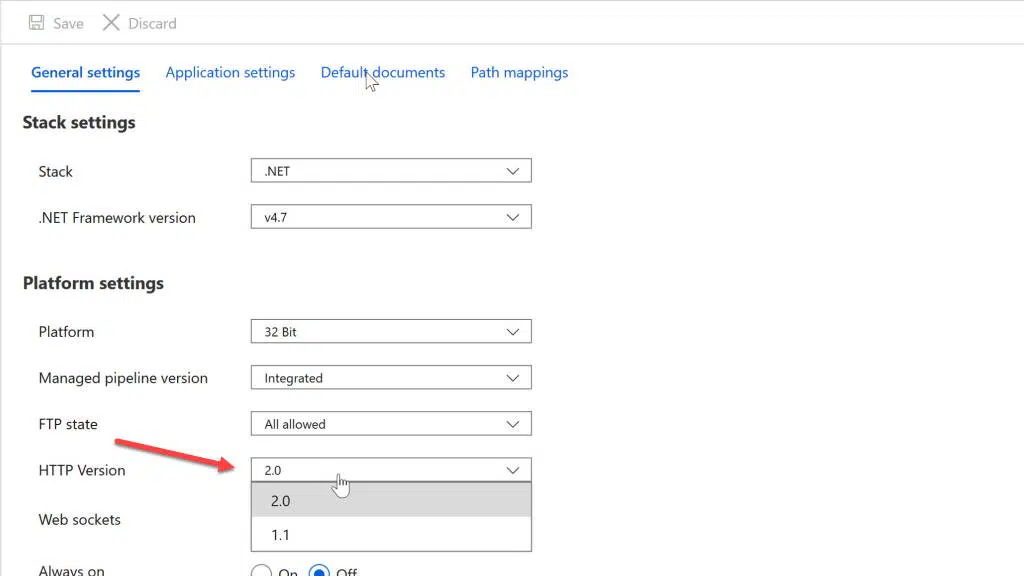 Save Discard
General settings Application settings Default documents Path mappings
Stack settings
Stack .NET
.NET Framework version v4.7
Platform settings
Platform 32 Bit
Managed pipeline version Integrated
FTP state All allowed
HTTP Version 2.0
2.0
Web sockets
1.1
Always on On Off